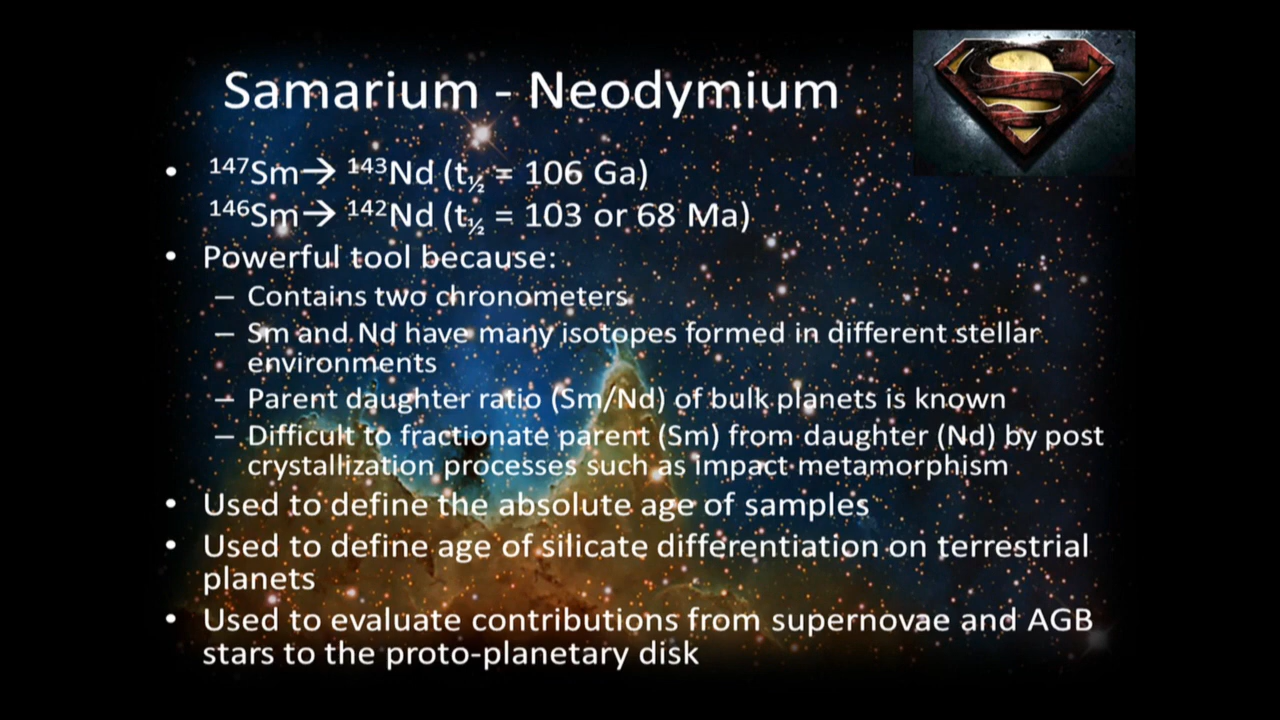 Samarium - Neodymium
• ¹⁴⁷Sm→ ¹⁴³Nd (t½ = 106 Ga)
¹⁴⁶Sm→ ¹⁴²Nd (t½ = 103 or 68 Ma)
• Powerful tool because:
– Contains two chronometers
– Sm and Nd have many isotopes formed in different stellar
environments
– Parent daughter ratio (Sm/Nd) of bulk planets is known
– Difficult to fractionate parent (Sm) from daughter (Nd) by post
crystallization processes such as impact metamorphism
• Used to define the absolute age of samples
• Used to define age of silicate differentiation on terrestrial
planets
• Used to evaluate contributions from supernovae and AGB
stars to the proto-planetary disk